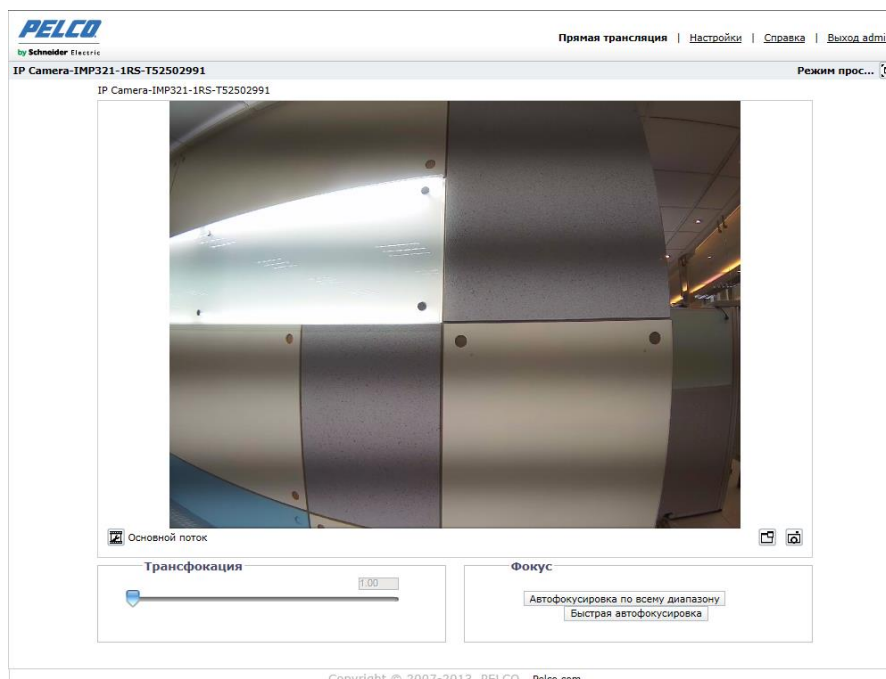 PELCO
by Schneider Electric
Прямая трансляция | Настройки | Справка | Выход admi
IP Camera-IMP321-1RS-T52502991
Режим прос...
IP Camera-IMP321-1RS-T52502991
Основной поток
Трансфокация
1.00
Фокус
Автофокусировка по всему диапазону
Быстрая автофокусировка
Copyright © 2007-2013, PELCO Pelco.com